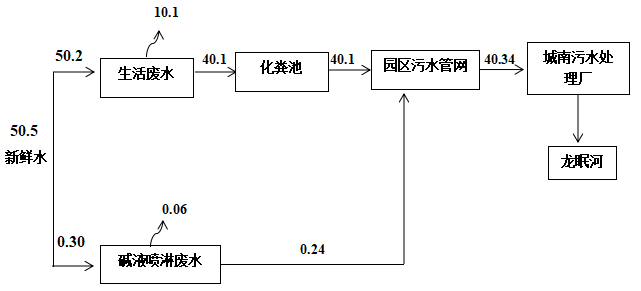 10.1
50.2
生活废水
40.1
化粪池
40.1
园区污水管网
40.34
城南污水处
理厂
龙眠河
50.5
新鲜水
0.06
0.30
碱液喷淋废水
0.24